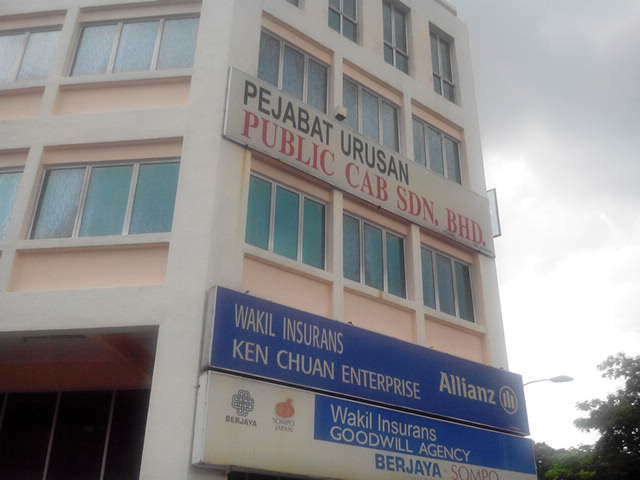 PEJABAT URUSAN
PUBLIC CAB SDN. BHD.
WAKIL INSURANS
KEN CHUAN ENTERPRISE
Allianz
BERJAYA
SOMPO
JAPAN
Wakil Insurans
GOODWILL AGENCY
BERJAYA SOMPO